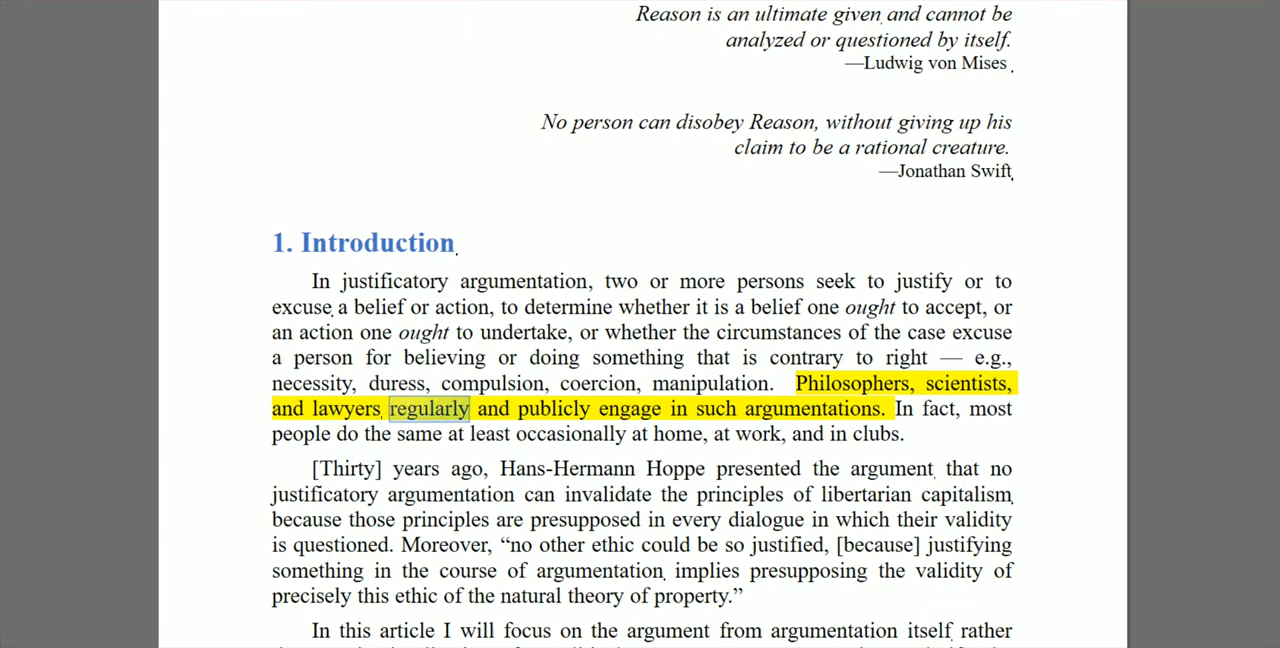 Reason is an ultimate given and cannot be
analyzed or questioned by itself.
—Ludwig von Mises
No person can disobey Reason, without giving up his
claim to be a rational creature.
—Jonathan Swift
1. Introduction
In justificatory argumentation, two or more persons seek to justify or to
excuse a belief or action, to determine whether it is a belief one ought to accept, or
an action one ought to undertake, or whether the circumstances of the case excuse
a person for believing or doing something that is contrary to right — e.g.,
necessity, duress, compulsion, coercion, manipulation. Philosophers, scientists,
and lawyers regularly and publicly engage in such argumentations. In fact, most
people do the same at least occasionally at home, at work, and in clubs.
[Thirty] years ago, Hans-Hermann Hoppe presented the argument that no
justificatory argumentation can invalidate the principles of libertarian capitalism
because those principles are presupposed in every dialogue in which their validity
is questioned. Moreover, “no other ethic could be so justified, [because] justifying
something in the course of argumentation implies presupposing the validity of
precisely this ethic of the natural theory of property.”
In this article I will focus on the argument from argumentation itself rather